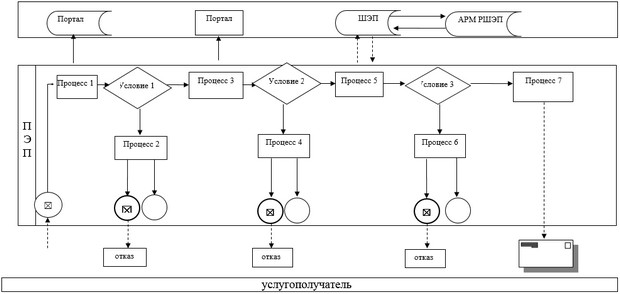 Портал
Портал
ШЭП
АРМ РШЭП
Процесс 1
Условие 1
Процесс 3
Условие 2
Процесс 5
Условие 3
Процесс 7
ПЭП
Процесс 2
Процесс 4
Процесс 6
отказ
отказ
отказ
услугополучатель